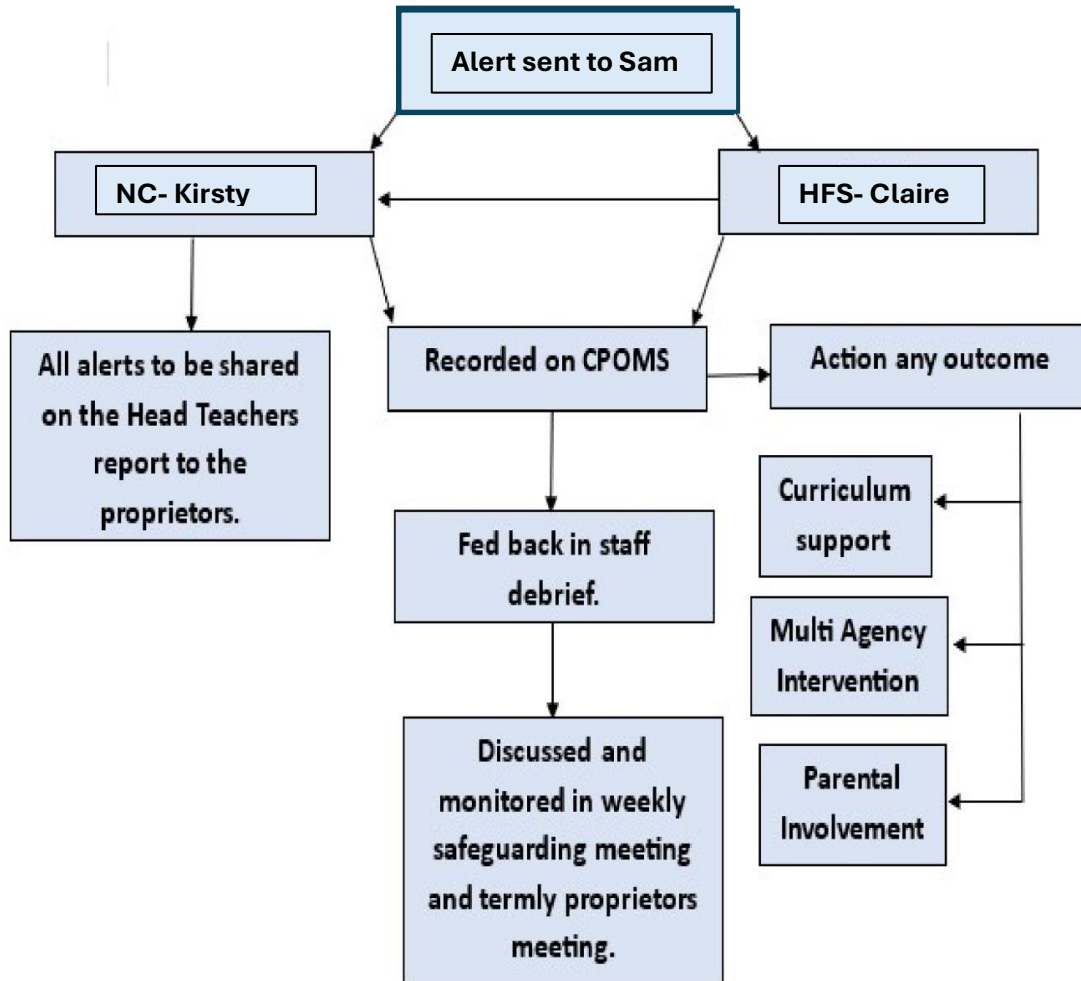 Alert sent to Sam
NC- Kirsty
HFS- Claire
All alerts to be shared
on the Head Teachers
report to the
proprietors.
Recorded on CPOMS
Action any outcome
Curriculum
support
Fed back in staff
debrief.
Multi Agency
Intervention
Discussed and
monitored in weekly
safeguarding meeting
and termly proprietors
meeting.
Parental
Involvement